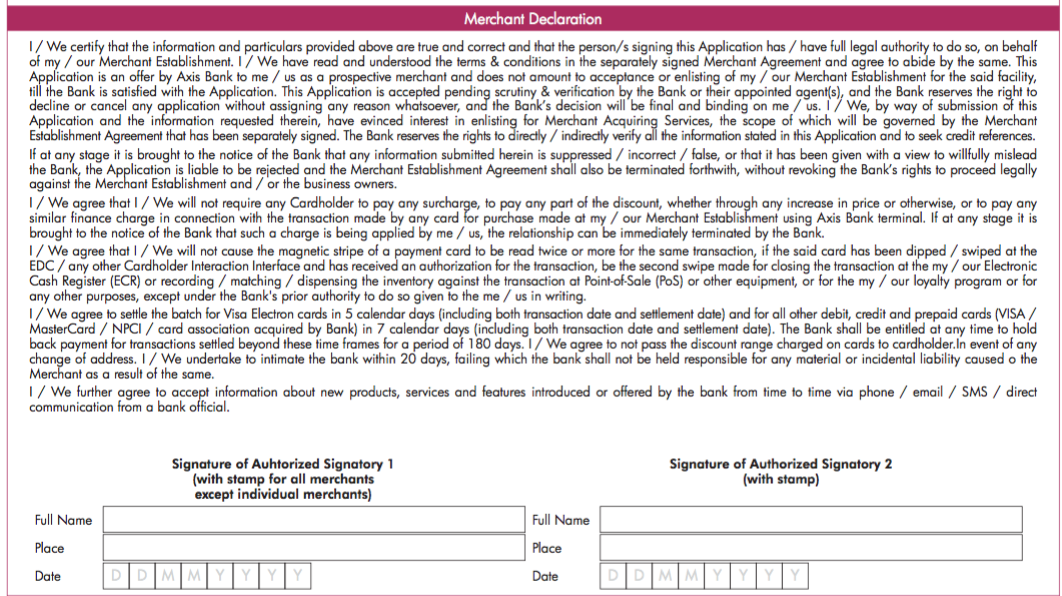 Merchant Declaration
I / We certify that the information and particulars provided above are true and correct and that the person/s signing this Application has / have full legal authority to do so, on behalf
of my / our Merchant Establishment. I / We have read and understood the terms & conditions in the separately signed Merchant Agreement and agree to abide by the same. This
Application is an offer by Axis Bank to me / us as a prospective merchant and does not amount to acceptance or enlisting of my / our Merchant Establishment for the said facility,
till the Bank is satisfied with the Application. This Application is accepted pending scrutiny & verification by the Bank or their appointed agent(s), and the Bank reserves the right to
decline or cancel any application without assigning any reason whatsoever, and the Bank's decision will be final and binding on me / us. I / We, by way of submission of this
Application and the information requested therein, have evinced interest in enlisting for Merchant Acquiring Services, the scope of which will be governed by the Merchant
Establishment Agreement that has been separately signed. The Bank reserves the rights to directly / indirectly verify all the information stated in this Application and to seek credit references.
If at any stage it is brought to the notice of the Bank that any information submitted herein is suppressed / incorrect / false, or that it has been given with a view to willfully mislead
the Bank, the Application is liable to be rejected and the Merchant Establishment Agreement shall also be terminated forthwith, without revoking the Bank's rights to proceed legally
against the Merchant Establishment and / or the business owners.
I / We agree that I / We will not require any Cardholder to pay any surcharge, to pay any part of the discount, whether through any increase in price or otherwise, or to pay any
similar finance charge in connection with the transaction made by any card for purchase made at my / our Merchant Establishment using Axis Bank terminal. If at any stage it is
brought to the notice of the Bank that such a charge is being applied by me / us, the relationship can be immediately terminated by the Bank.
I / We agree that I / We will not cause the magnetic stripe of a payment card to be read twice or more for the same transaction, if the said card has been dipped / swiped at the
EDC / any other Cardholder Interaction Interface and has received an authorization for the transaction, be the second swipe made for closing the transaction at the my / our Electronic
Cash Register (ECR) or recording / matching / dispensing the inventory against the transaction at Point-of-Sale (PoS) or other equipment, or for the my / our loyalty program or for
any other purposes, except under the Bank's prior authority to do so given to the me / us in writing.
I / We agree to settle the batch for Visa Electron cards in 5 calendar days (including both transaction date and settlement date) and for all other debit, credit and prepaid cards (VISA /
MasterCard / NPCI / card association acquired by Bank) in 7 calendar days (including both transaction date and settlement date). The Bank shall be entitled at any time to hold
back payment for transactions settled beyond these time frames for a period of 180 days. I / We agree to not pass the discount range charged on cards to cardholder.In event of any
change of address. I / We undertake to intimate the bank within 20 days, failing which the bank shall not be held responsible for any material or incidental liability caused o the
Merchant as a result of the same.
I / We further agree to accept information about new products, services and features introduced or offered by the bank from time to time via phone / email / SMS / direct
communication from a bank official.
Signature of Auhtorized Signatory 1
(with stamp for all merchants
except individual merchants)
Signature of Authorized Signatory 2
(with stamp)
Full Name
Full Name
Place
Place
Date D D M M Y Y Y Y
Date D D M M Y Y Y Y